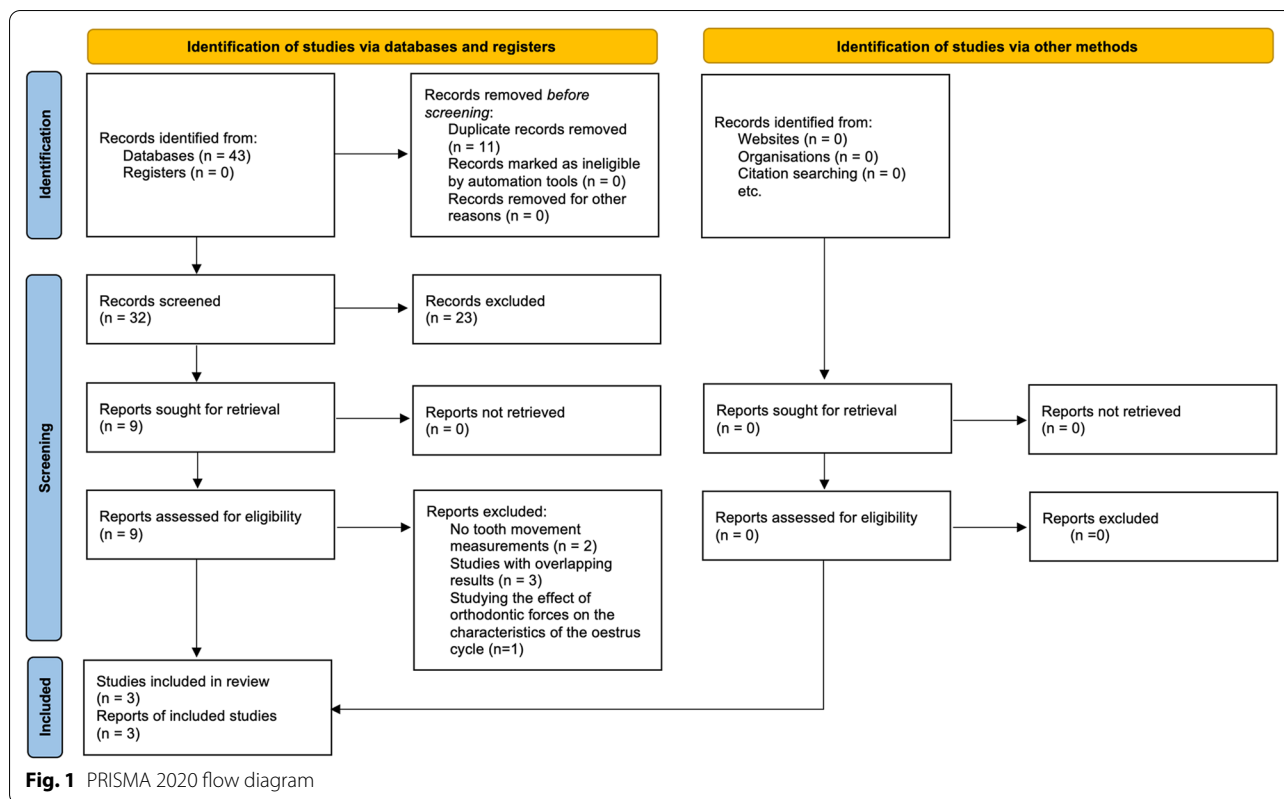 Identification of studies via databases and registers
Identification of studies via other methods
Identification
Records identified from:
Databases (n = 43)
Registers (n = 0)
Records removed before
screening:
Duplicate records removed
(n = 11)
Records marked as ineligible
by automation tools (n = 0)
Records removed for other
reasons (n = 0)
Records identified from:
Websites (n = 0)
Organisations (n = 0)
Citation searching (n = 0)
etc.
Screening
Records screened
(n = 32)
Records excluded
(n = 23)
Reports sought for retrieval
(n = 9)
Reports not retrieved
(n = 0)
Reports sought for retrieval
(n = 0)
Reports not retrieved
(n = 0)
Reports assessed for eligibility
(n = 9)
Reports excluded:
No tooth movement
measurements (n = 2)
Studies with overlapping
results (n = 3)
Studying the effect of
orthodontic forces on the
characteristics of the oestrus
cycle (n=1)
Reports assessed for eligibility
(n = 0)
Reports excluded
(n =0)
Included
Studies included in review
(n = 3)
Reports of included studies
(n = 3)
Fig. 1 PRISMA 2020 flow diagram